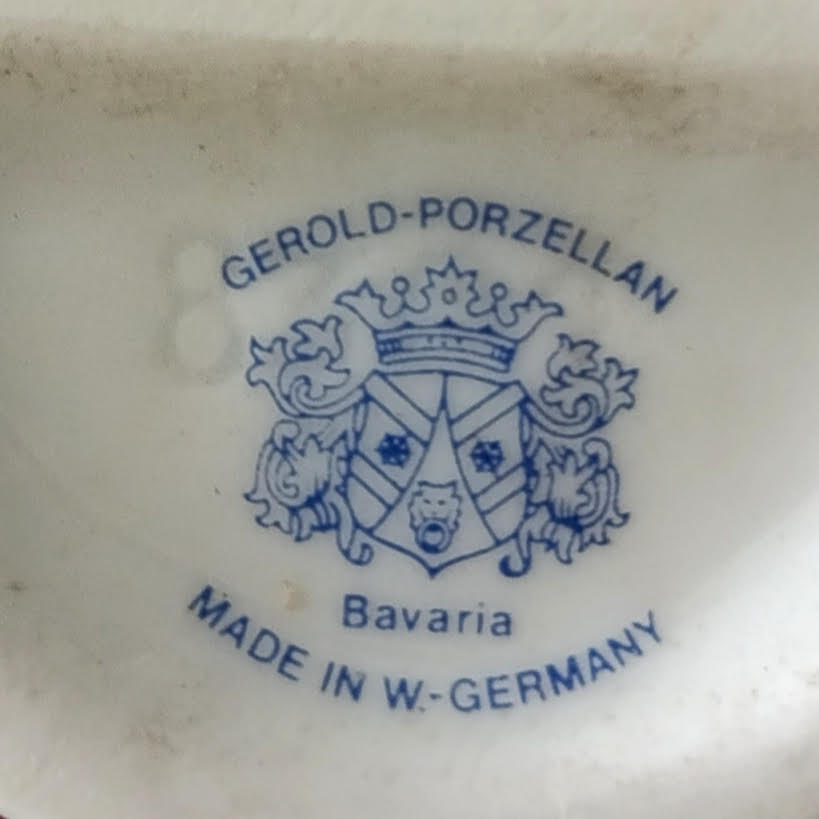 GEROLD-PORZELLAN
Bavaria
MADE IN W.-GERMANY